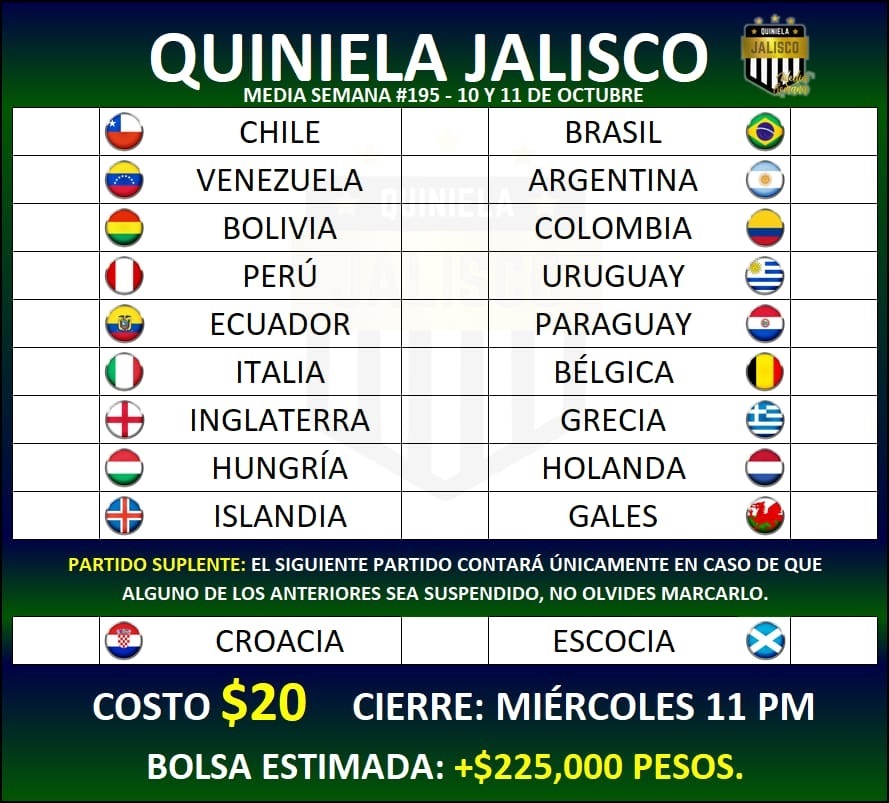 QUINIELA JALISCO
QUINIELA
JALISCO
MEDIA SEMANA #195 - 10 Y 11 DE OCTUBRE
CHILE BRASIL
VENEZUELA ARGENTINA
QUINIELA
BOLIVIA COLOMBIA
PERÚ URUGUAY
JALISCO
ECUADOR PARAGUAY
ITALIA BÉLGICA
INGLATERRA GRECIA
HUNGRÍA HOLANDA
ISLANDIA GALES
PARTIDO SUPLENTE: EL SIGUIENTE PARTIDO CONTARÁ ÚNICAMENTE EN CASO DE QUE
ALGUNO DE LOS ANTERIORES SEA SUSPENDIDO, NO OLVIDES MARCARLO.
CROACIA ESCOCIA
COSTO $20 CIERRE: MIÉRCOLES 11 PM
BOLSA ESTIMADA: +$225,000 PESOS.